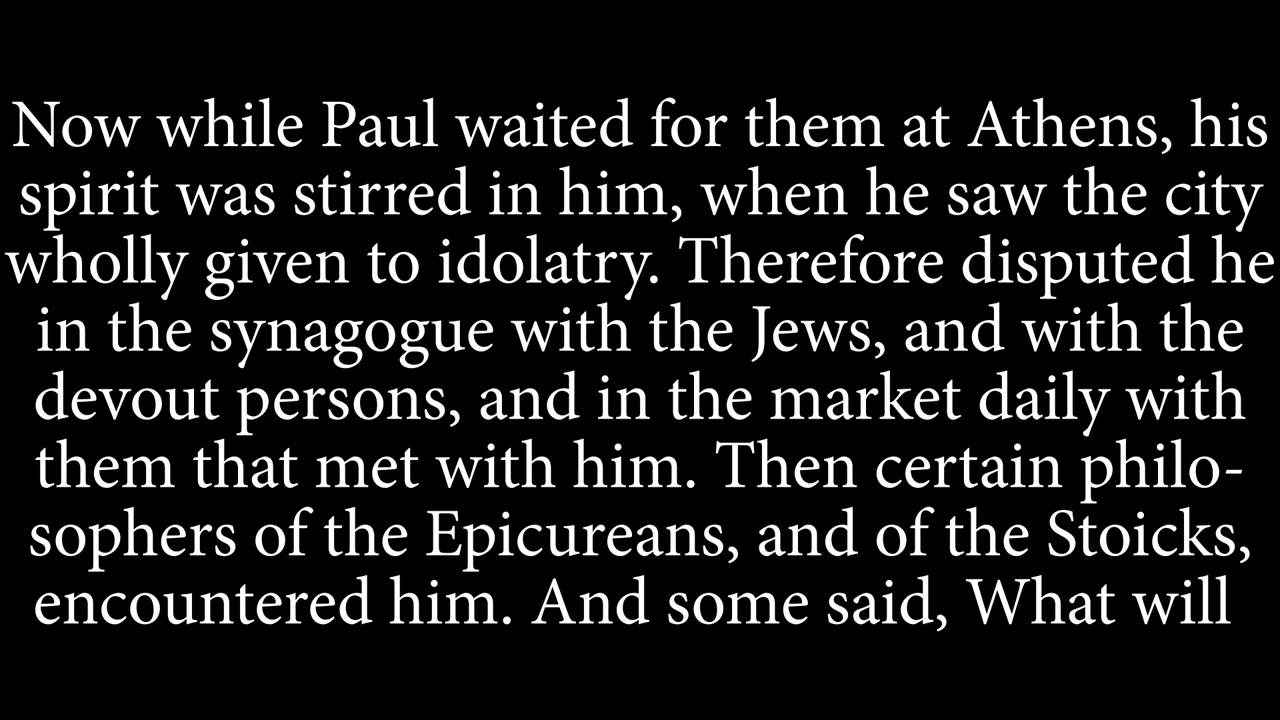 Now while Paul waited for them at Athens, his
spirit was stirred in him, when he saw the city
wholly given to idolatry. Therefore disputed he
in the synagogue with the Jews, and with the
devout persons, and in the market daily with
them that met with him. Then certain philo-
sophers of the Epicureans, and of the Stoicks,
encountered him. And some said, What will